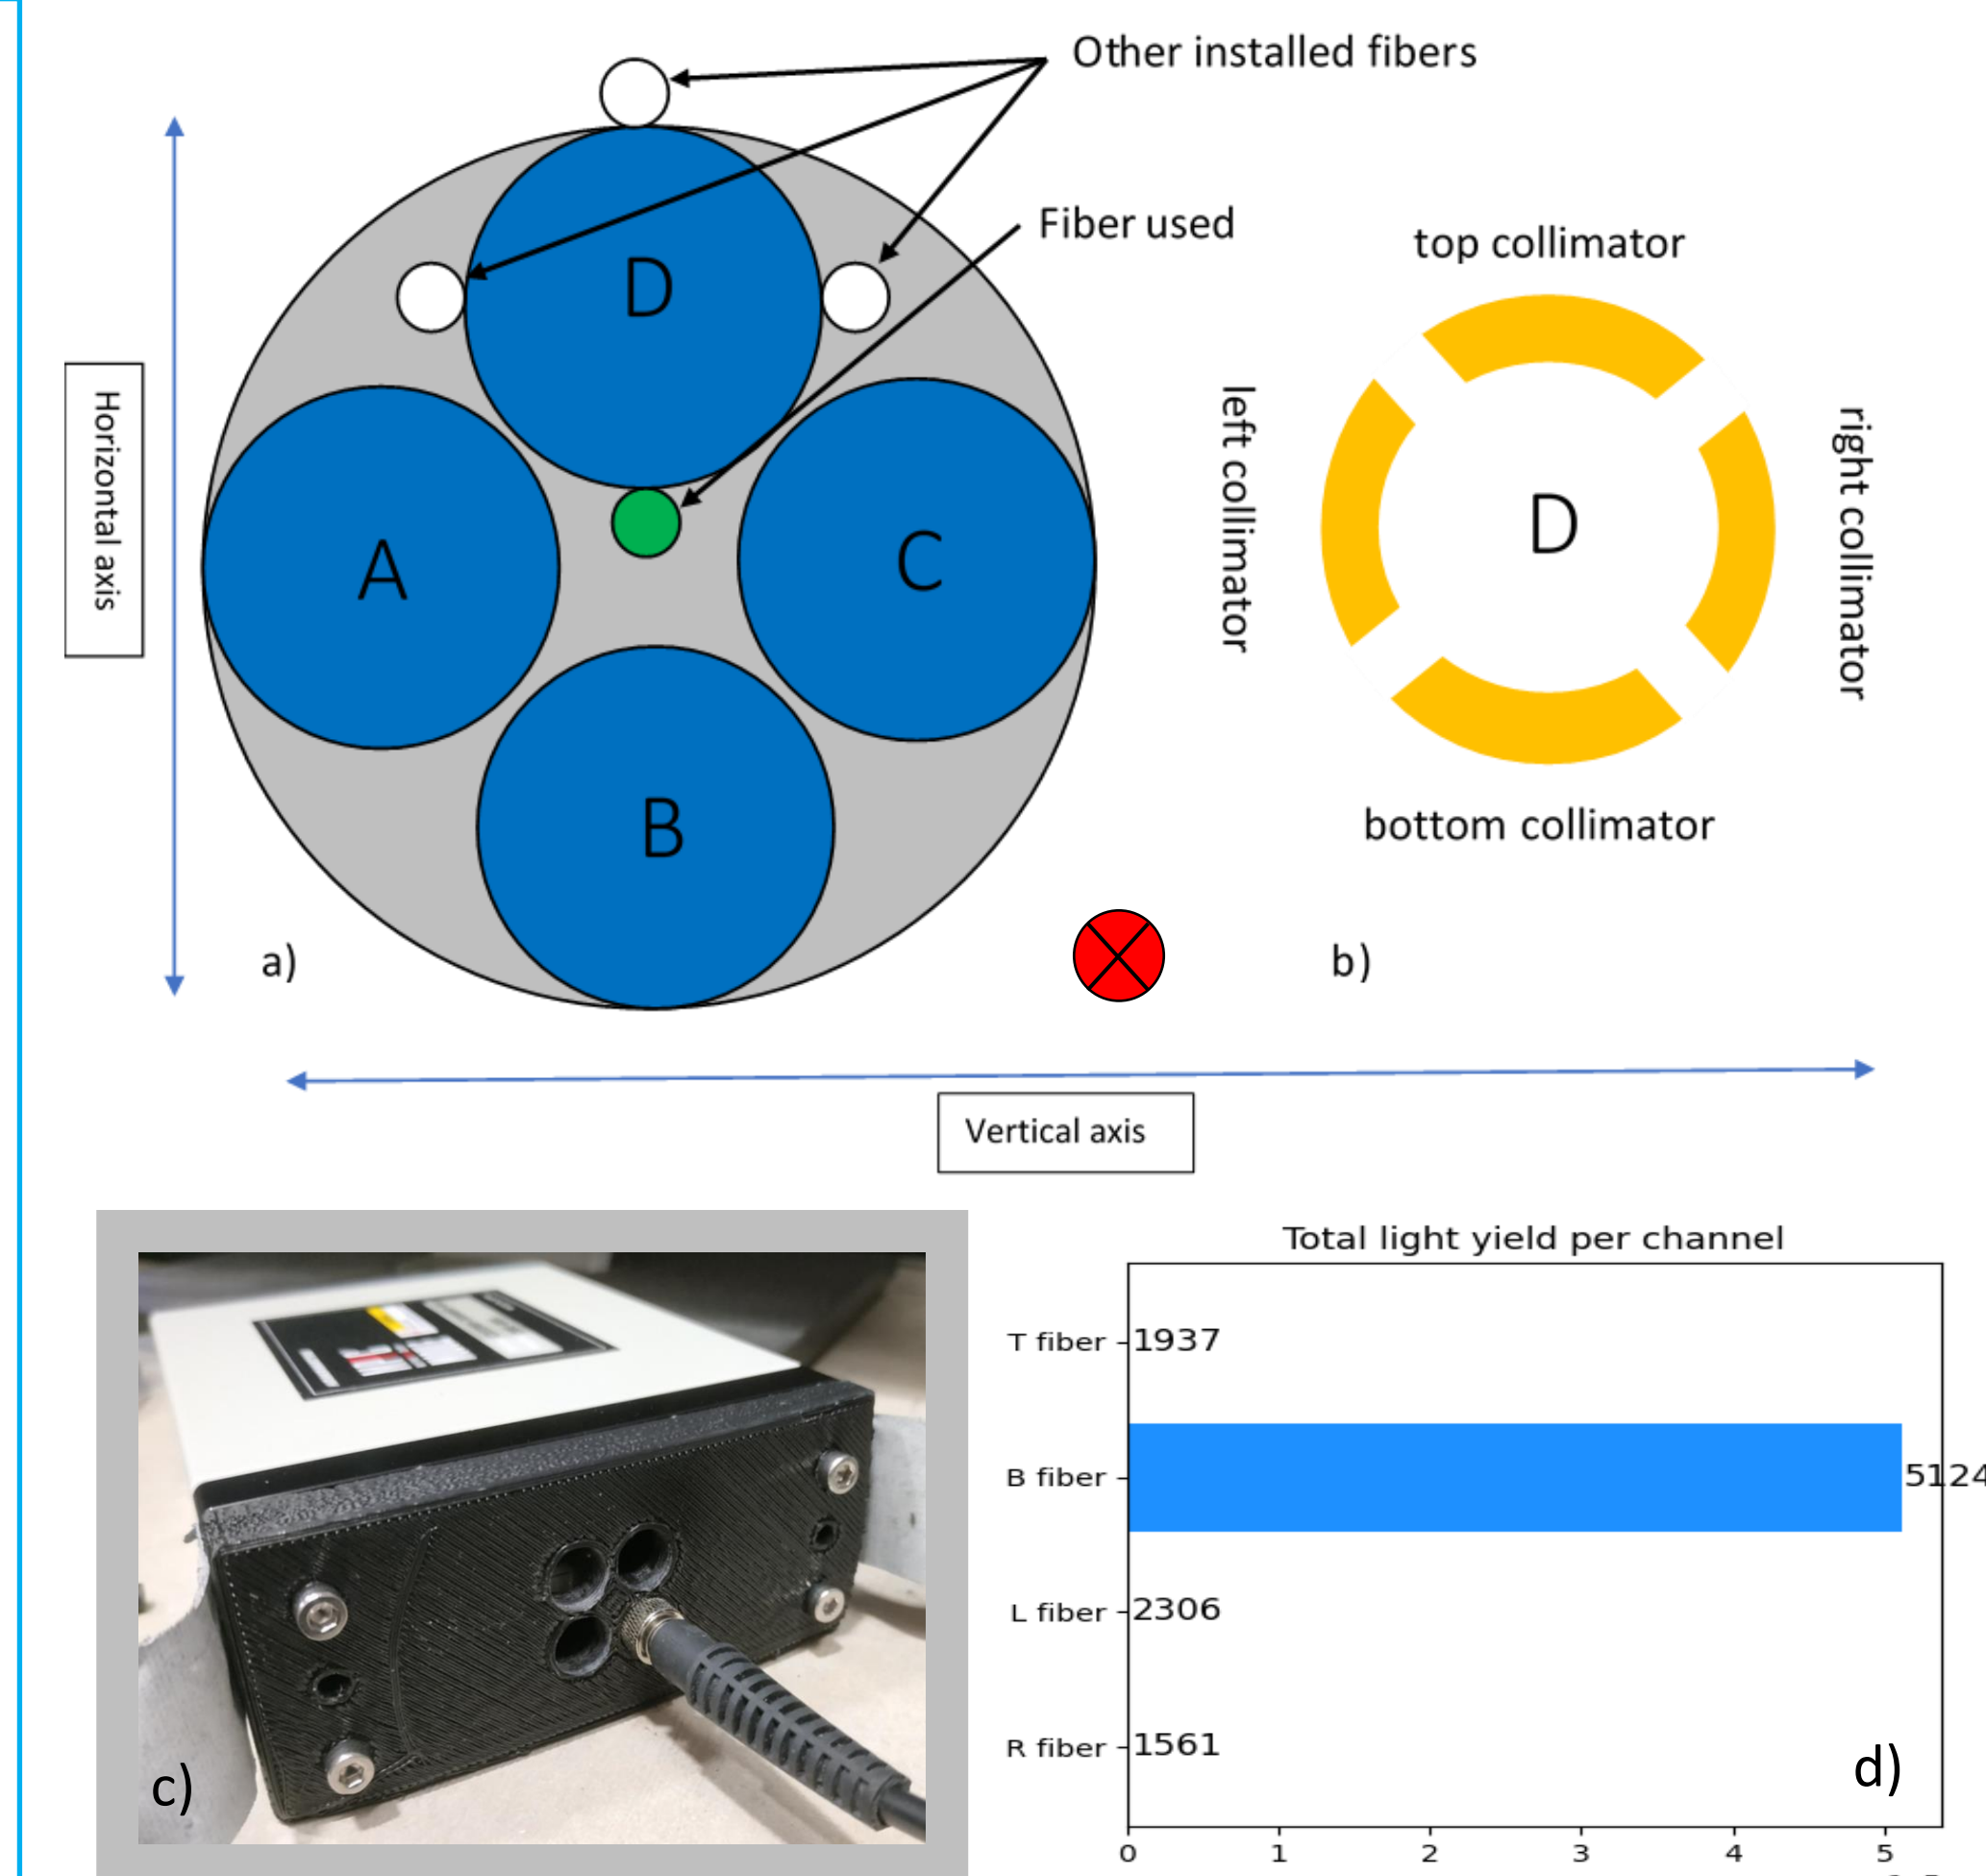 Other installed fibers
Fiber used
D
A
C
B
Horizontal axis
a)
top collimator
left collimator
D
right collimator
bottom collimator
b)
Vertical axis
c)
Total light yield per channel
T fiber
1937
B fiber
5124
L fiber
2306
R fiber
1561
d)
0 1 2 3 4 5